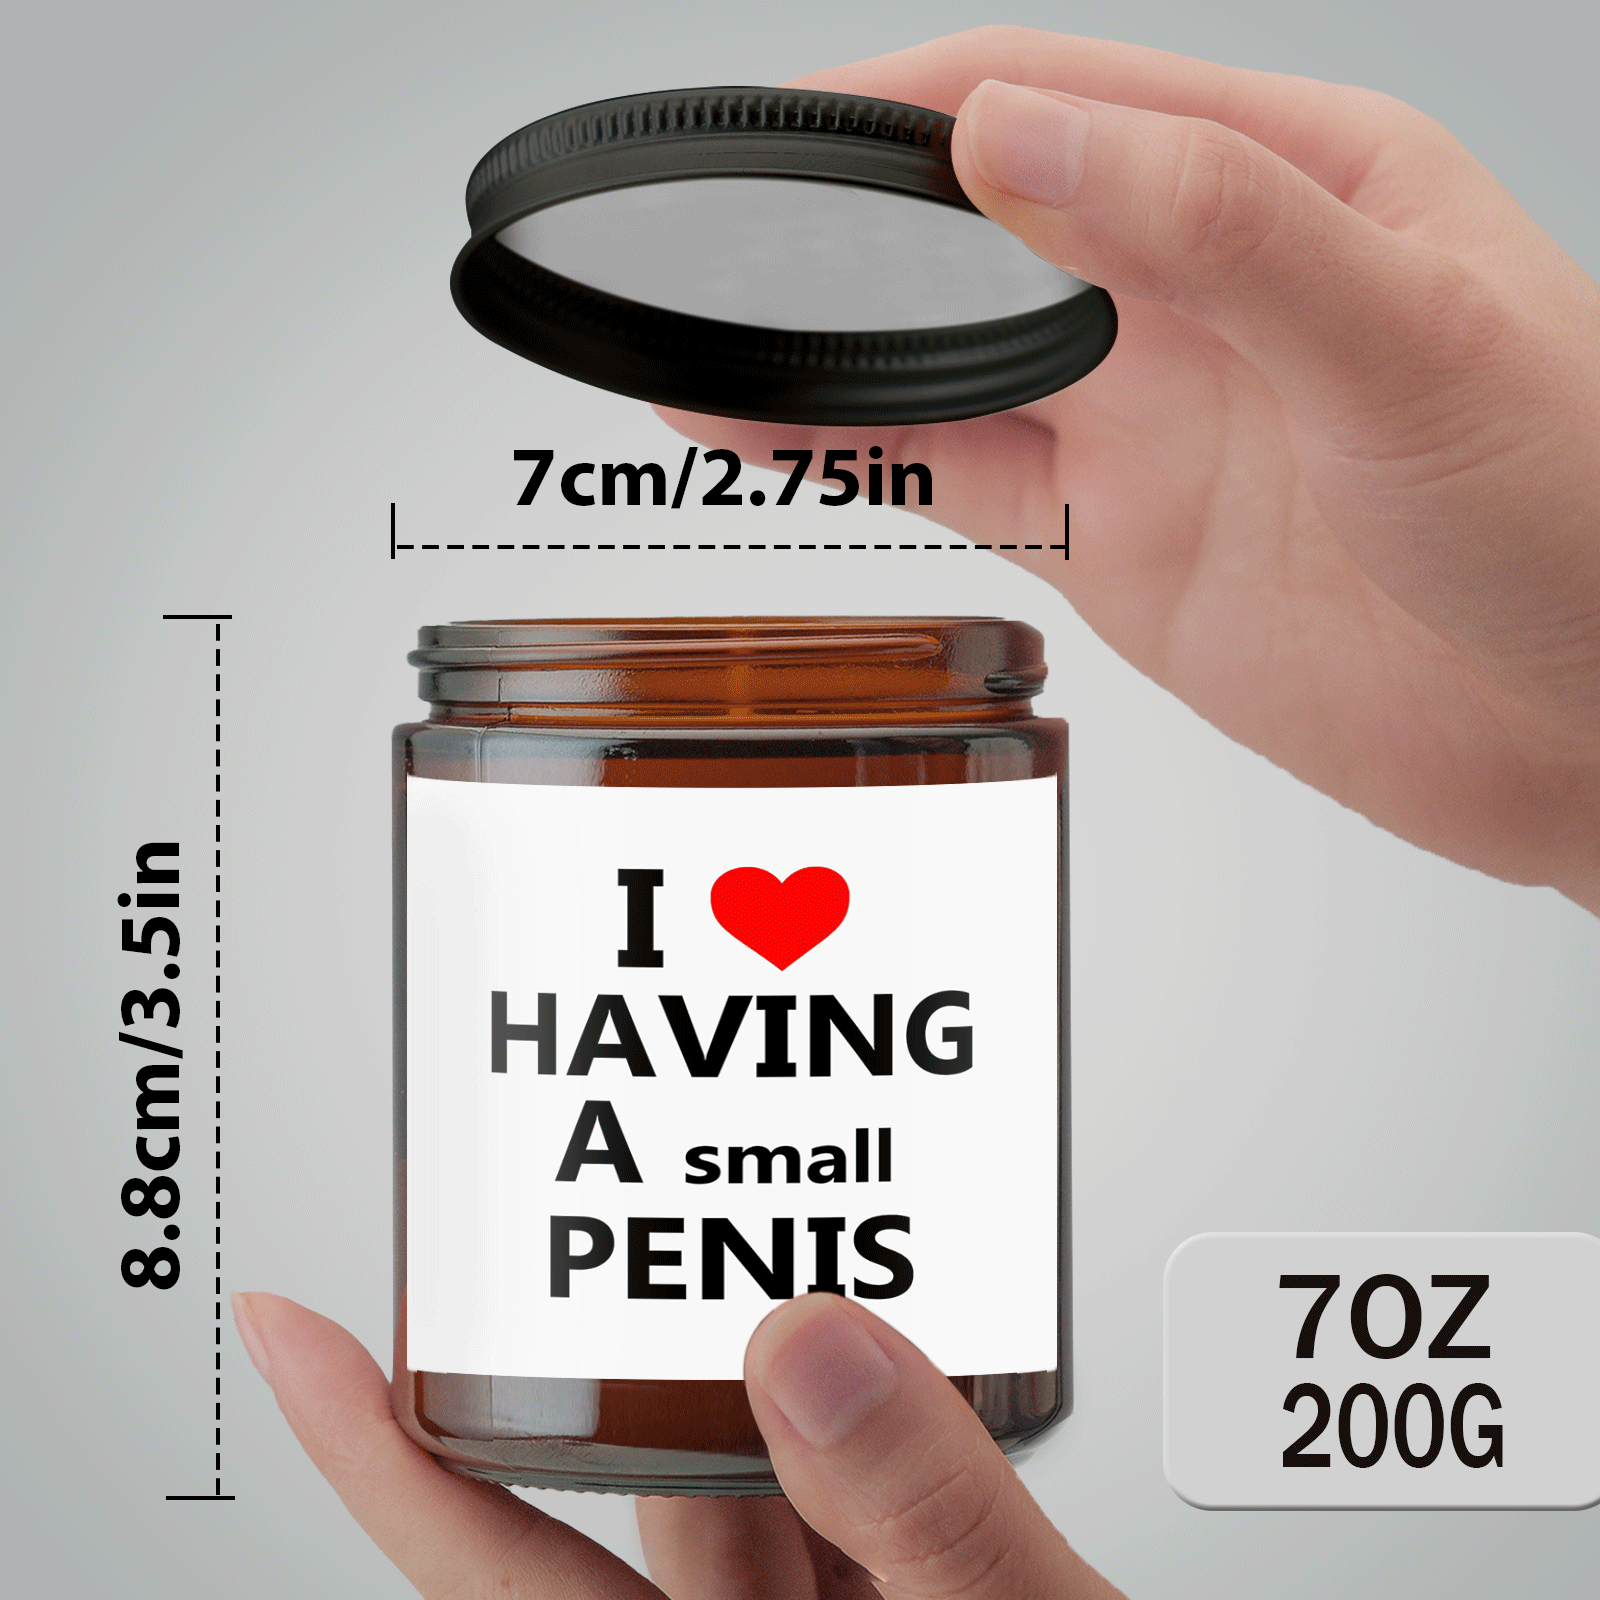 7cm/2.75in
8.8cm/3.5in
I ❤
HAVING
A small
PENIS
7OZ
200G